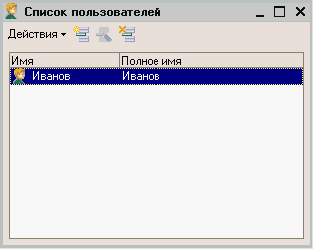 Список пользователей
Действия
Имя Полное имя
Иванов Иванов